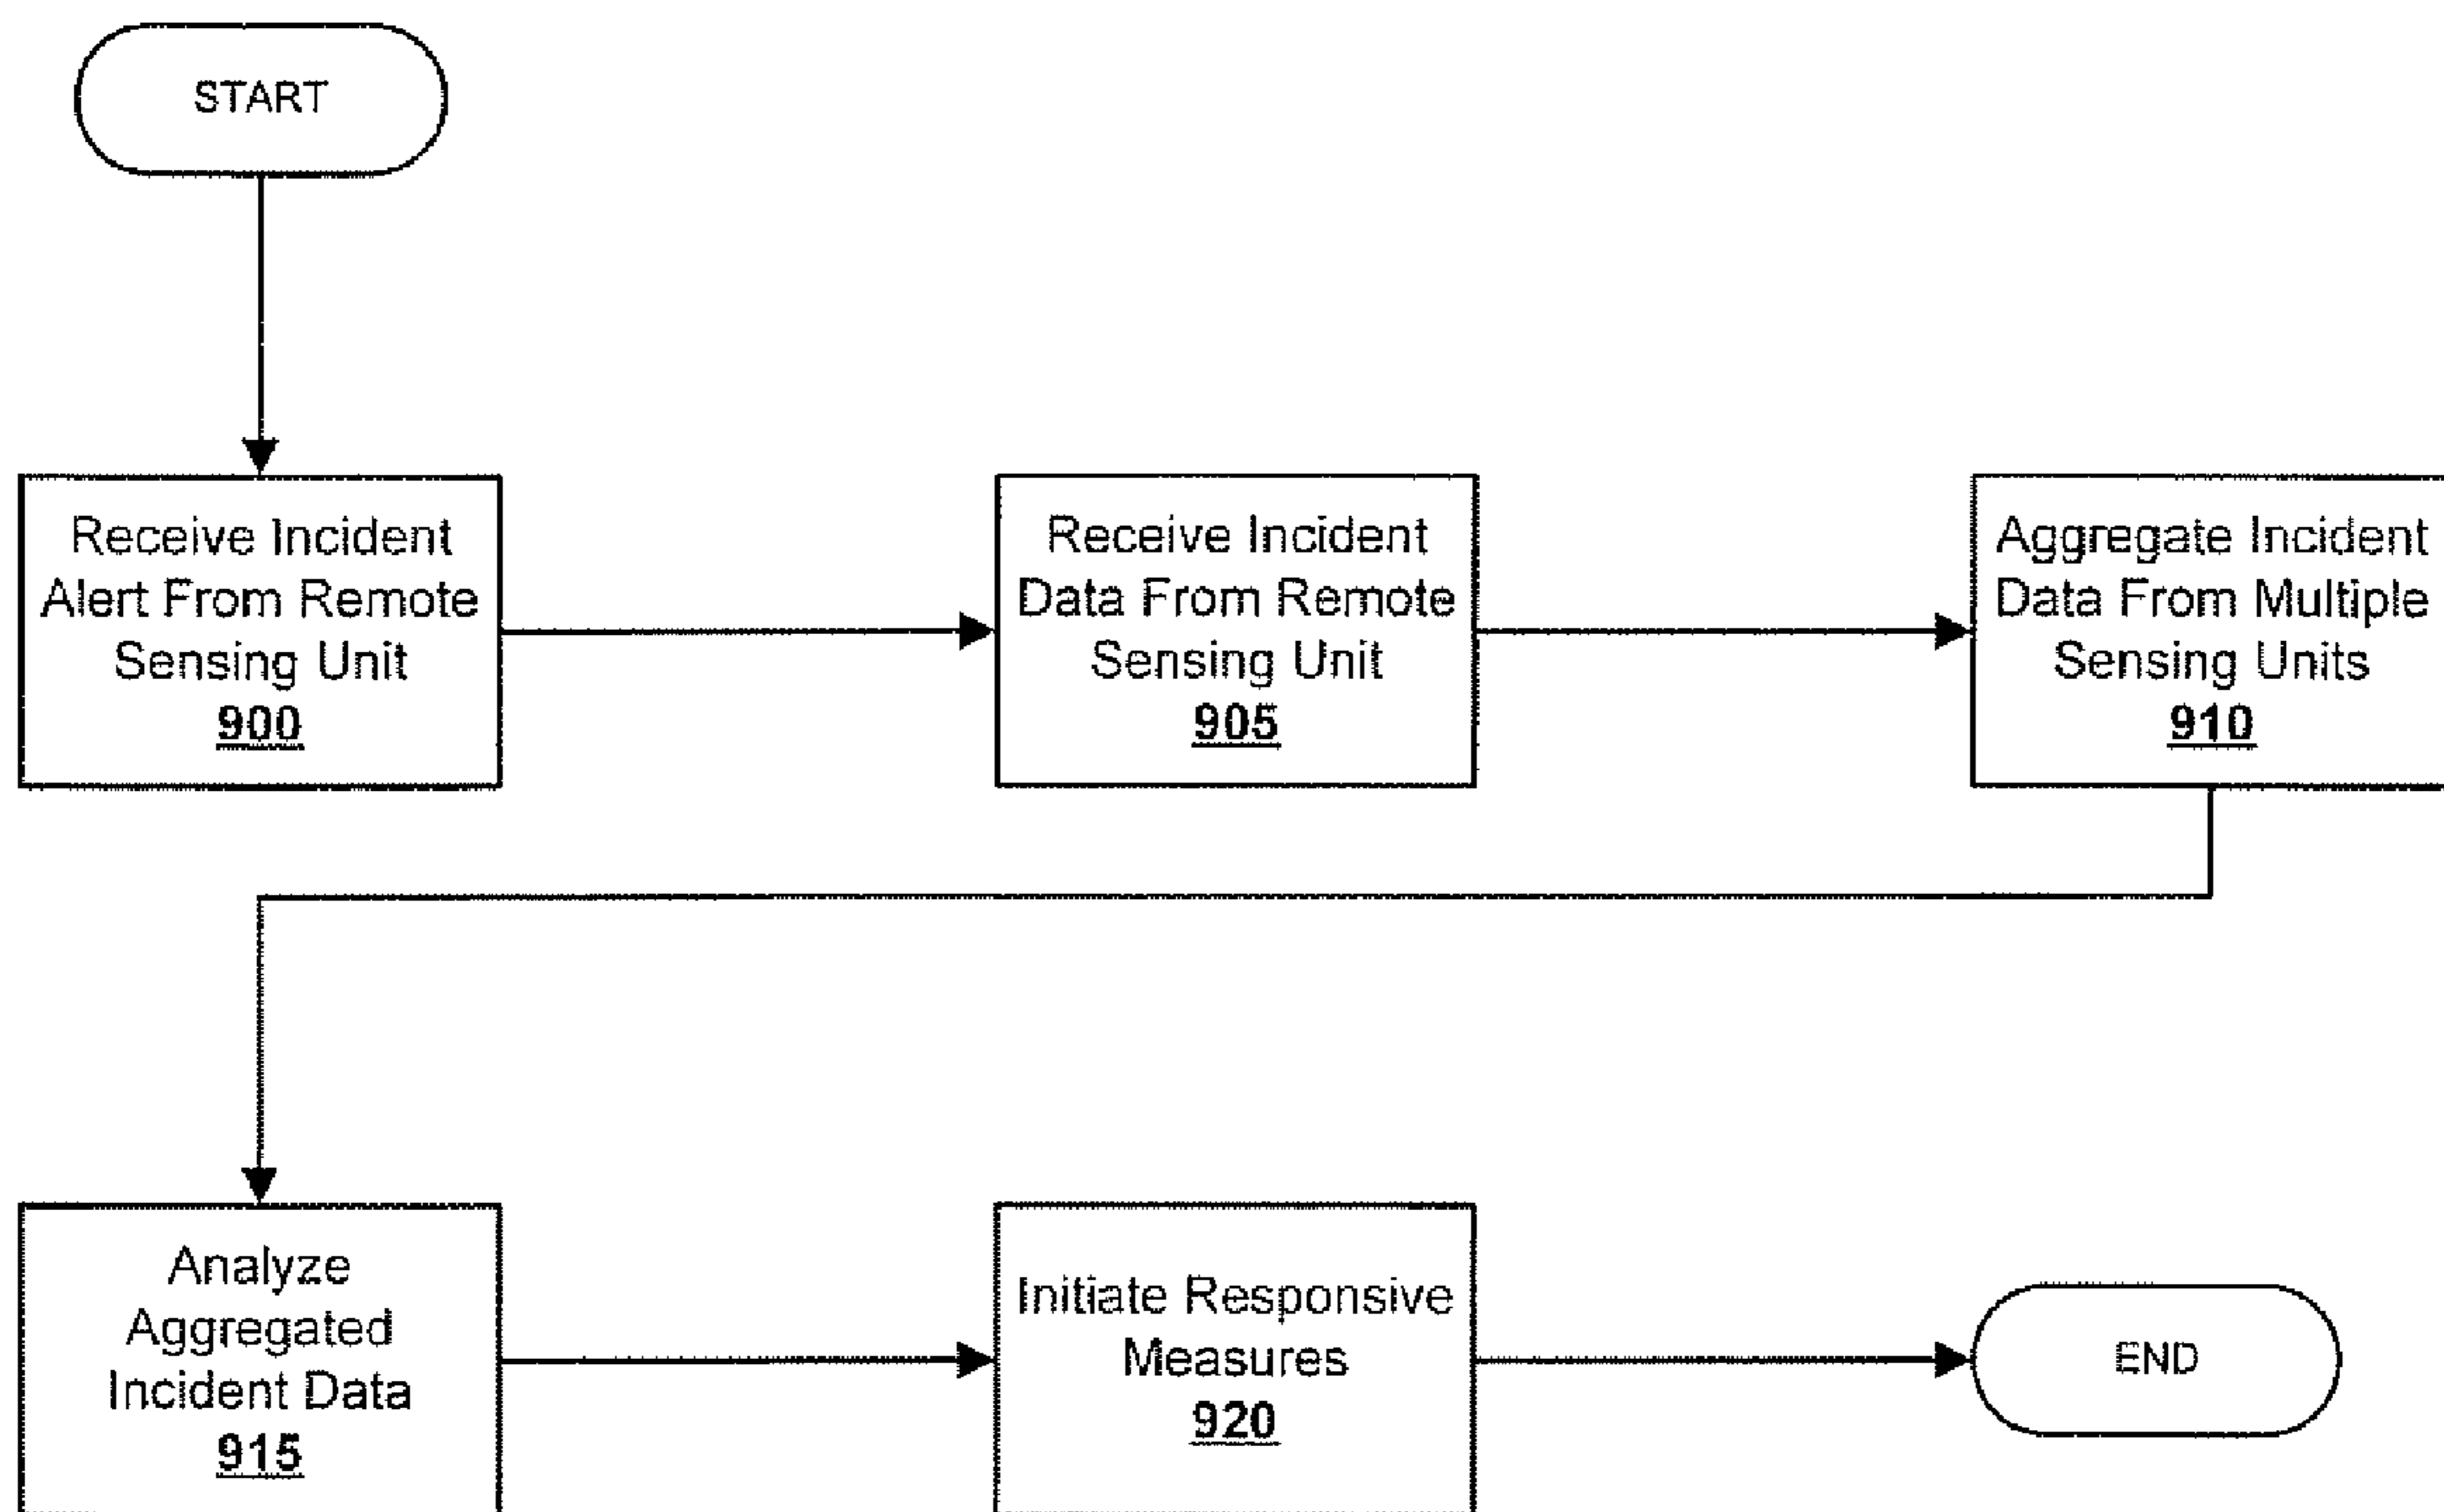 START
Receive Incident
Alert From Remote
Sensing Unit
900
Receive Incident
Data From Remote
Sensing Unit
905
Aggregate Incident
Data From Multiple
Sensing Units
910
Analyze
Aggregated
Incident Data
915
Initiate Responsive
Measures
920
END